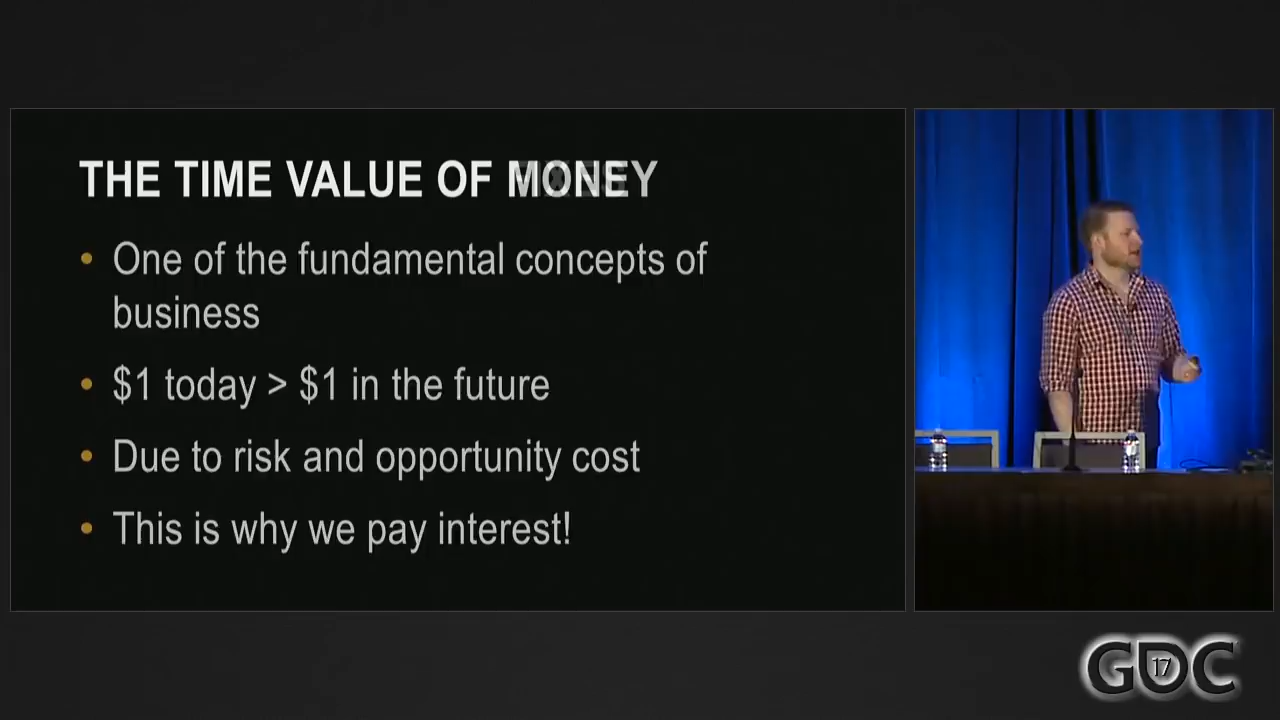 THE TIME VALUE OF MONEY
• One of the fundamental concepts of
business
• $1 today > $1 in the future
• Due to risk and opportunity cost
• This is why we pay interest!
GDC
17